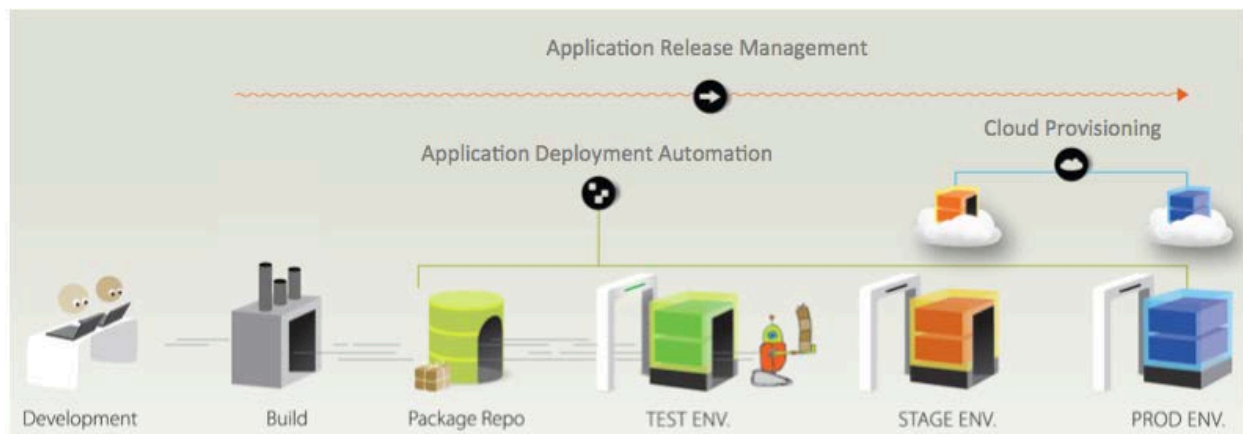 Application Release Management
Cloud Provisioning
Application Deployment Automation
Development
Build
Package Repo
TEST ENV.
STAGE ENV.
PROD ENV.